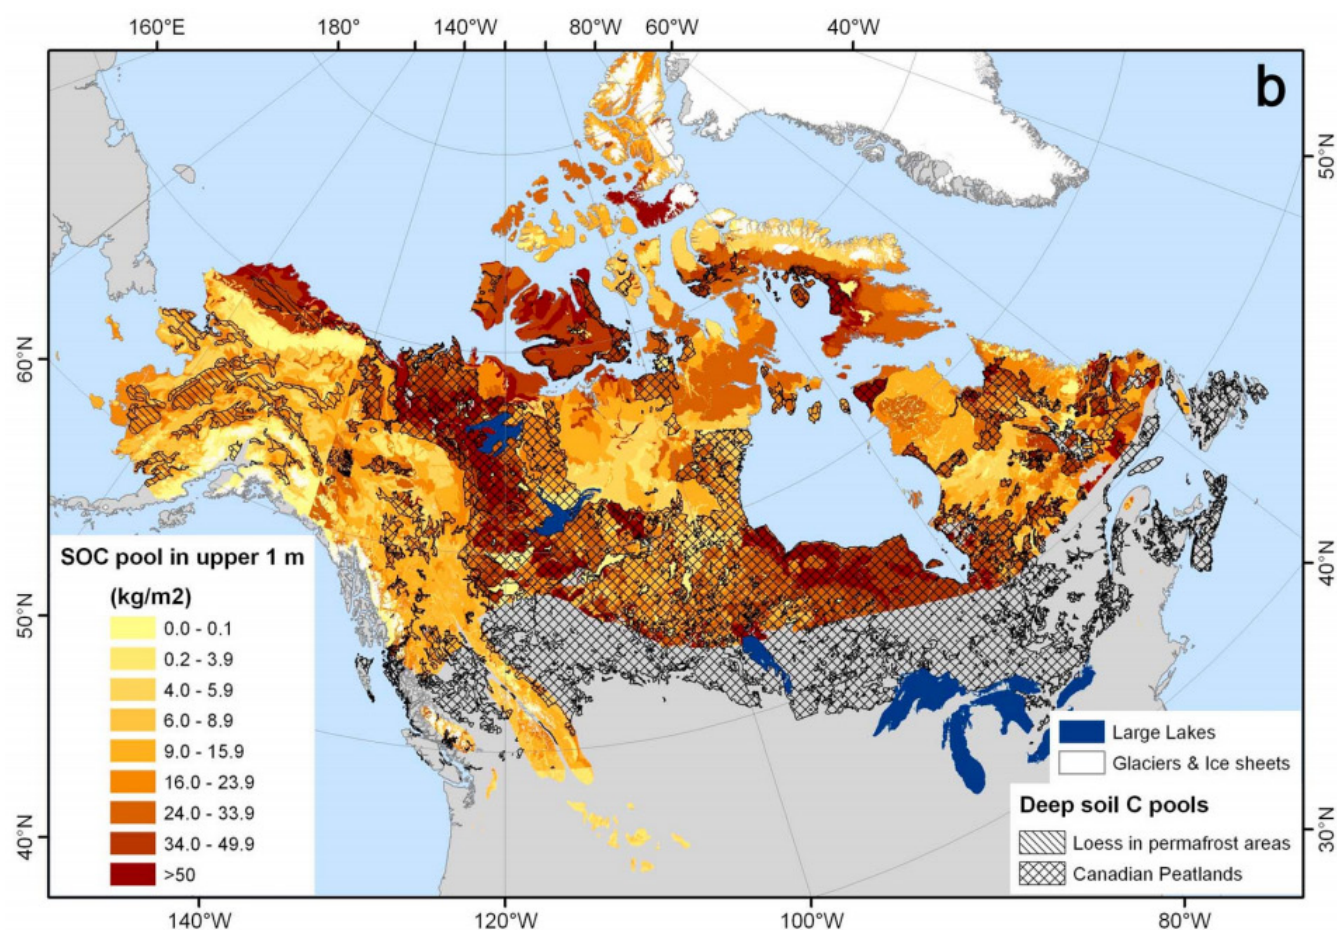 160°E 180° 140°W 80°W 60°W 40°W
b
50°N
60°N
50°N
40°N
40°N
30°N
SOC pool in upper 1 m
(kg/m2)
0.0 - 0.1
0.2 - 3.9
4.0 - 5.9
6.0 - 8.9
9.0 - 15.9
16.0 - 23.9
24.0 - 33.9
34.0 - 49.9
>50
Large Lakes
Glaciers & Ice sheets
Deep soil C pools
Loess in permafrost areas
Canadian Peatlands
140°W 120°W 100°W 80°W